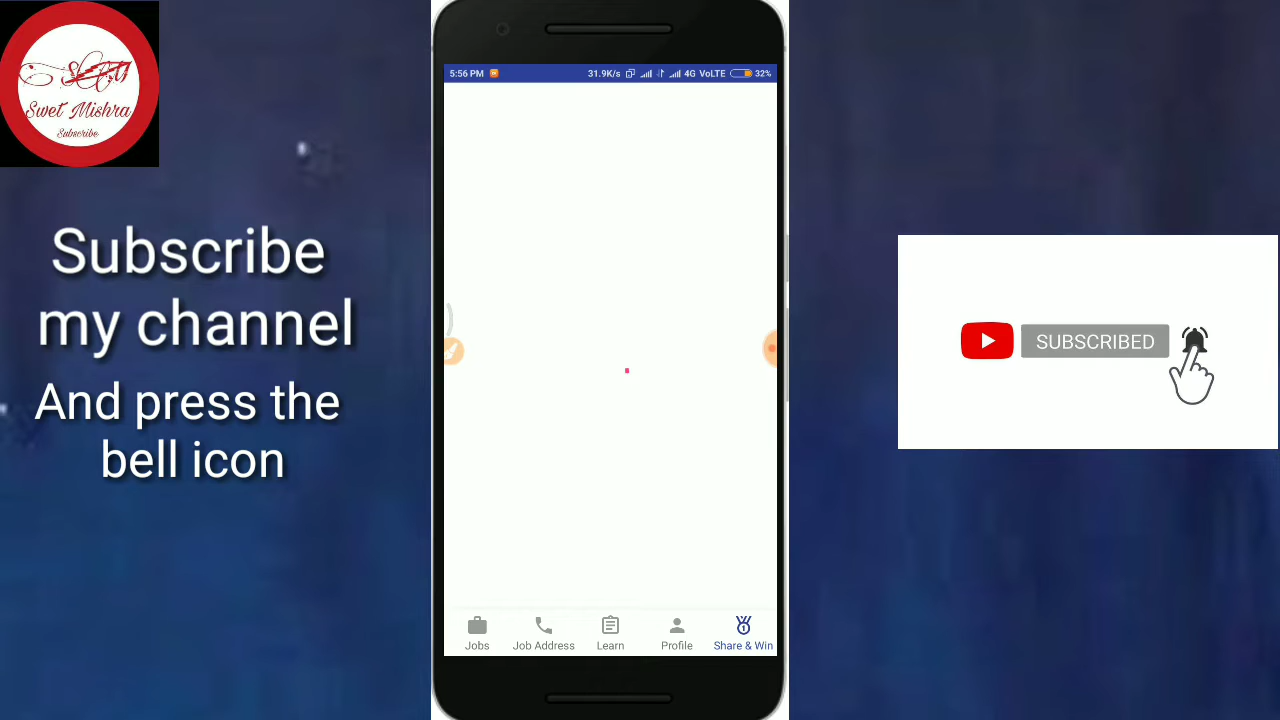 Swet Mishra
Subscribe
Subscribe
my channel
And press the
bell icon
5:56 PM
31.9K/s 4G VoLTE 32%
Jobs
Job Address
Learn
Profile
Share & Win
SUBSCRIBED